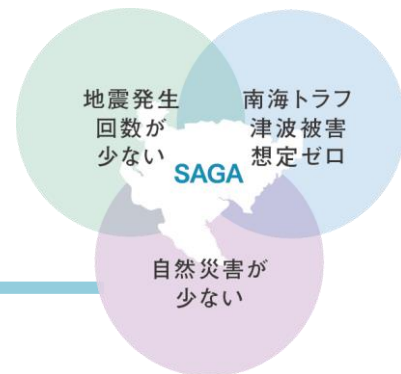 地震発生
回数が
少ない
南海トラフ
津波被害
想定ゼロ
SAGA
自然災害が
少ない